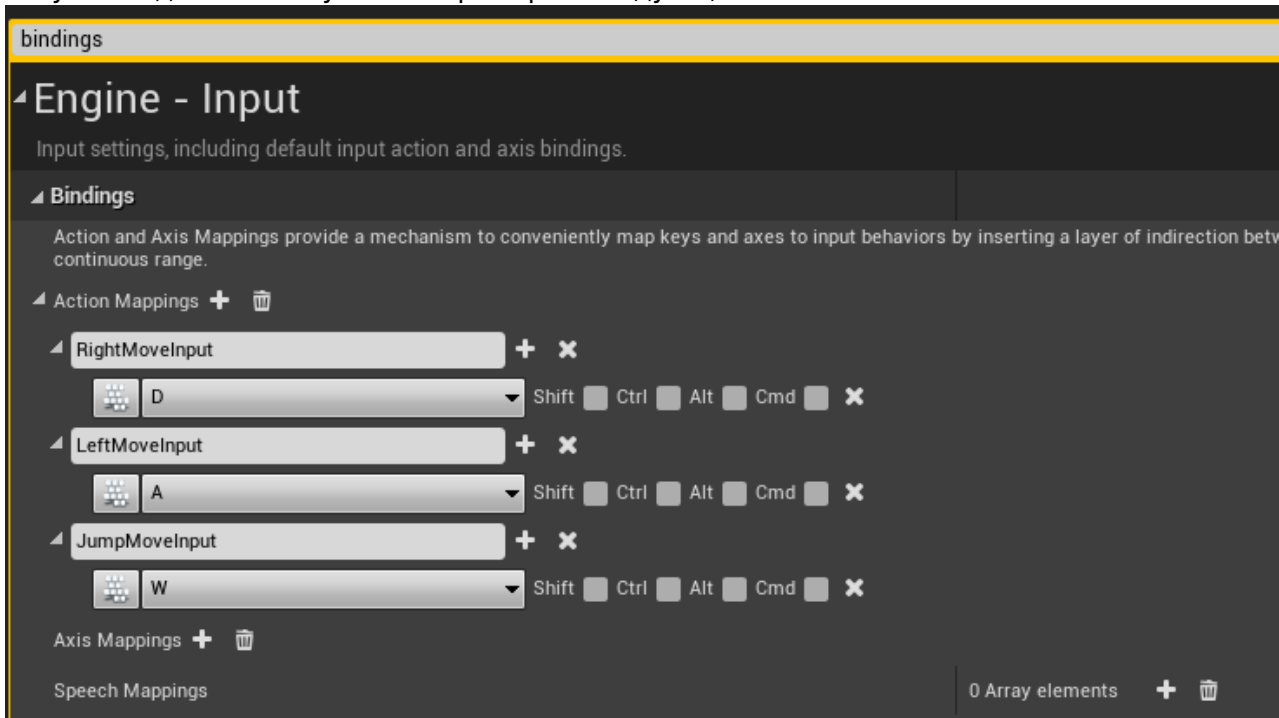 bindings
Engine - Input
Input settings, including default input action and axis bindings.
Bindings
Action and Axis Mappings provide a mechanism to conveniently map keys and axes to input behaviors by inserting a layer of indirection
continuous range.
Action Mappings
RightMoveInput
D Shift Ctrl Alt Cmd
LeftMoveInput
A Shift Ctrl Alt Cmd
JumpMoveInput
W Shift Ctrl Alt Cmd
Axis Mappings
Speech Mappings 0 Array elements